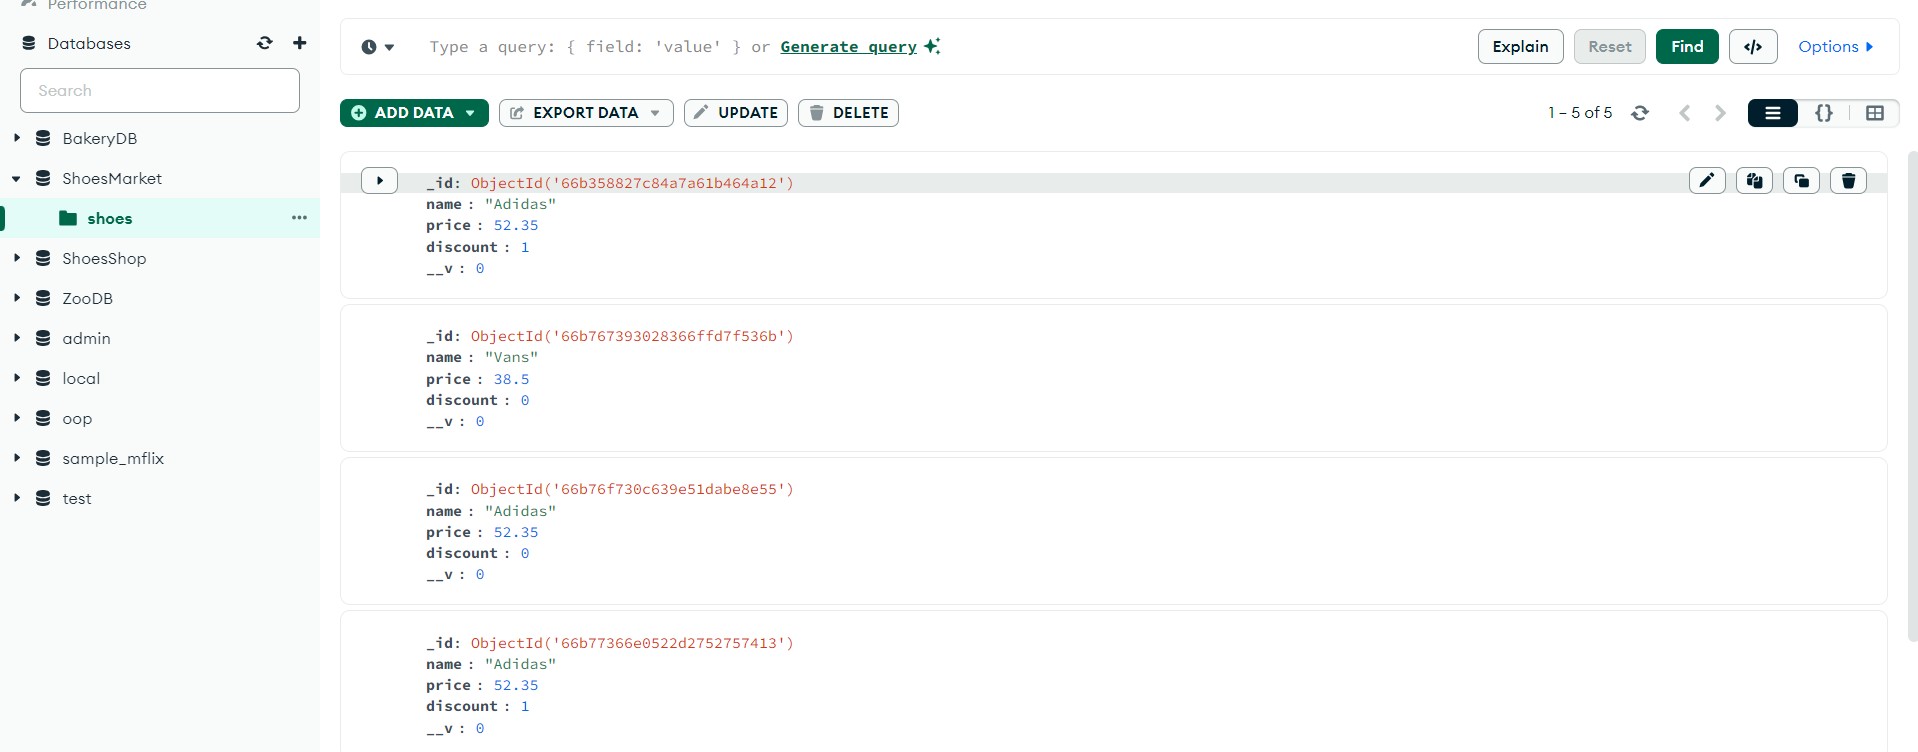 Performance
Databases
Search
BakeryDB
ShoesMarket
shoes
ShoesShop
ZooDB
admin
local
oop
sample_mflix
test
Type a query: { field: 'value' } or Generate query
Explain
Reset
Find
</>
Options
ADD DATA
EXPORT DATA
UPDATE
DELETE
1 – 5 of 5
{}
_id: ObjectId('66b358827c84a7a61b464a12')
name : "Adidas"
price : 52.35
discount : 1
__v : 0
_id: ObjectId('66b767393028366ffd7f536b')
name : "Vans"
price : 38.5
discount : 0
__v : 0
_id: ObjectId('66b76f730c639e51dabe8e55')
name : "Adidas"
price : 52.35
discount : 0
__v : 0
_id: ObjectId('66b77366e0522d2752757413')
name : "Adidas"
price : 52.35
discount : 1
__v : 0